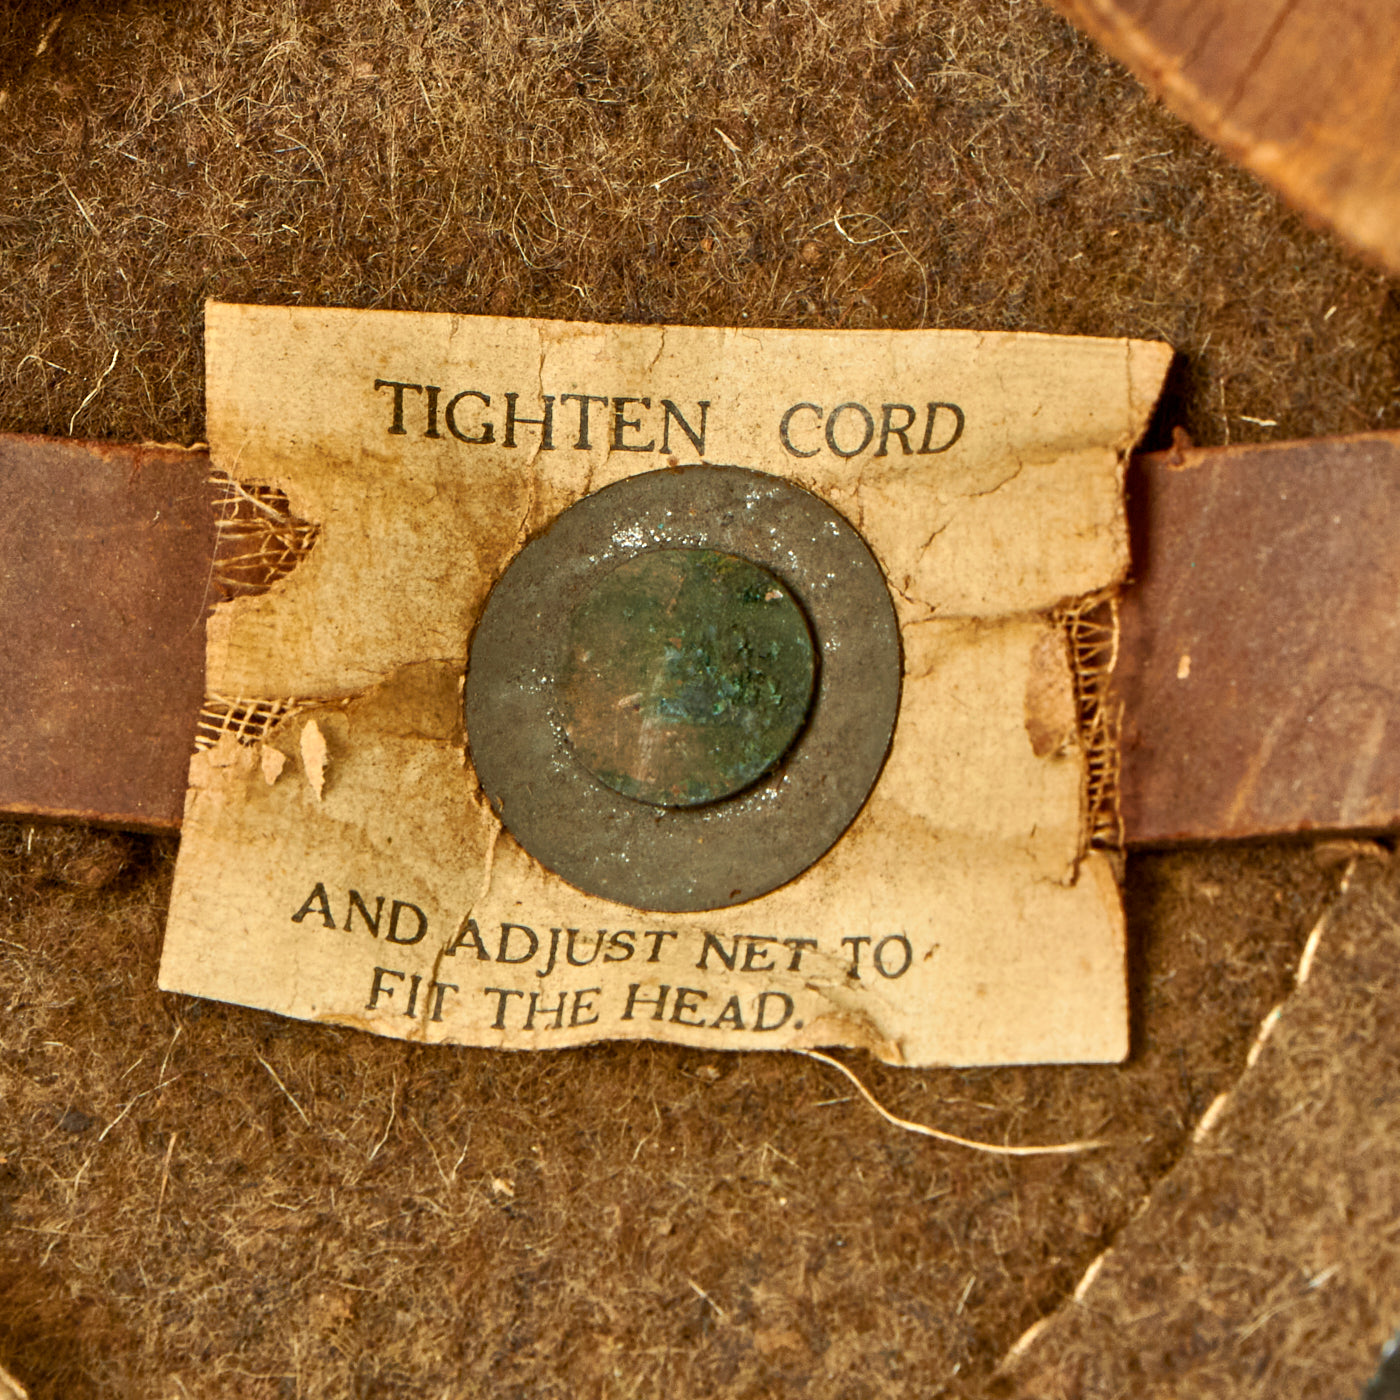 TIGHTEN CORD
AND ADJUST NET TO
FIT THE HEAD.